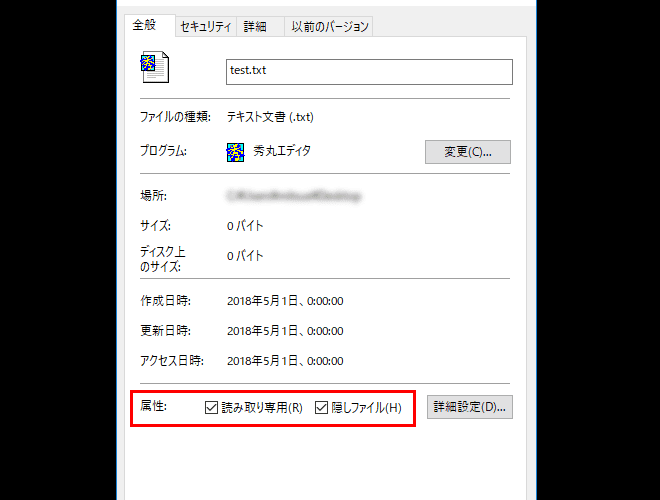 全般 セキュリティ 詳細 以前のバージョン
test.txt
ファイルの種類: テキスト文書 (.txt)
プログラム: 秀丸エディタ 変更(C)...
場所:
サイズ: 0 バイト
ディスク上
のサイズ: 0 バイト
作成日時: 2018年5月1日、0:00:00
更新日時: 2018年5月1日、0:00:00
アクセス日時: 2018年5月1日、0:00:00
属性: 読み取り専用(R) 隠しファイル(H) 詳細設定(D)...